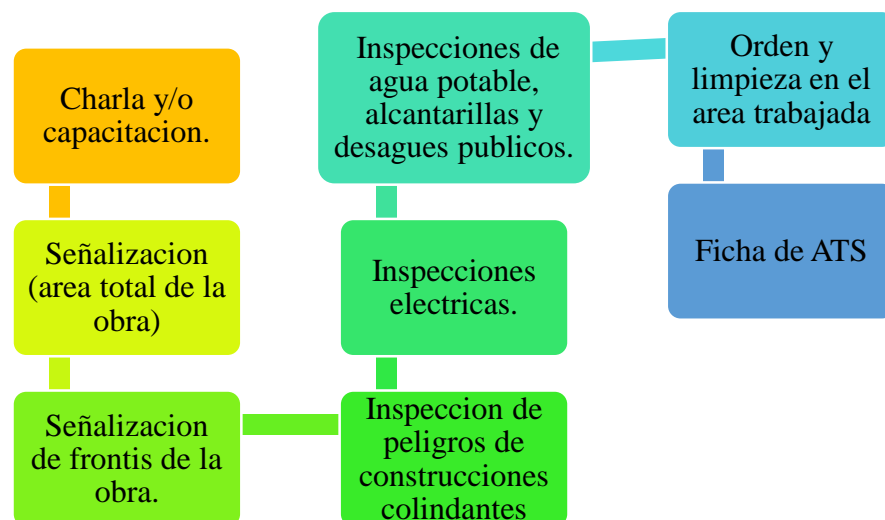 Charla y/o
capacitacion.
Señalizacion
(area total de la
obra)
Señalizacion
de frontis de la
obra.
Inspeccion de
peligros de
construcciones
colindantes
Inspecciones
electricas.
Inspecciones de
agua potable,
alcantarillas y
desagues publicos.
Orden y
limpieza en el
area trabajada
Ficha de ATS